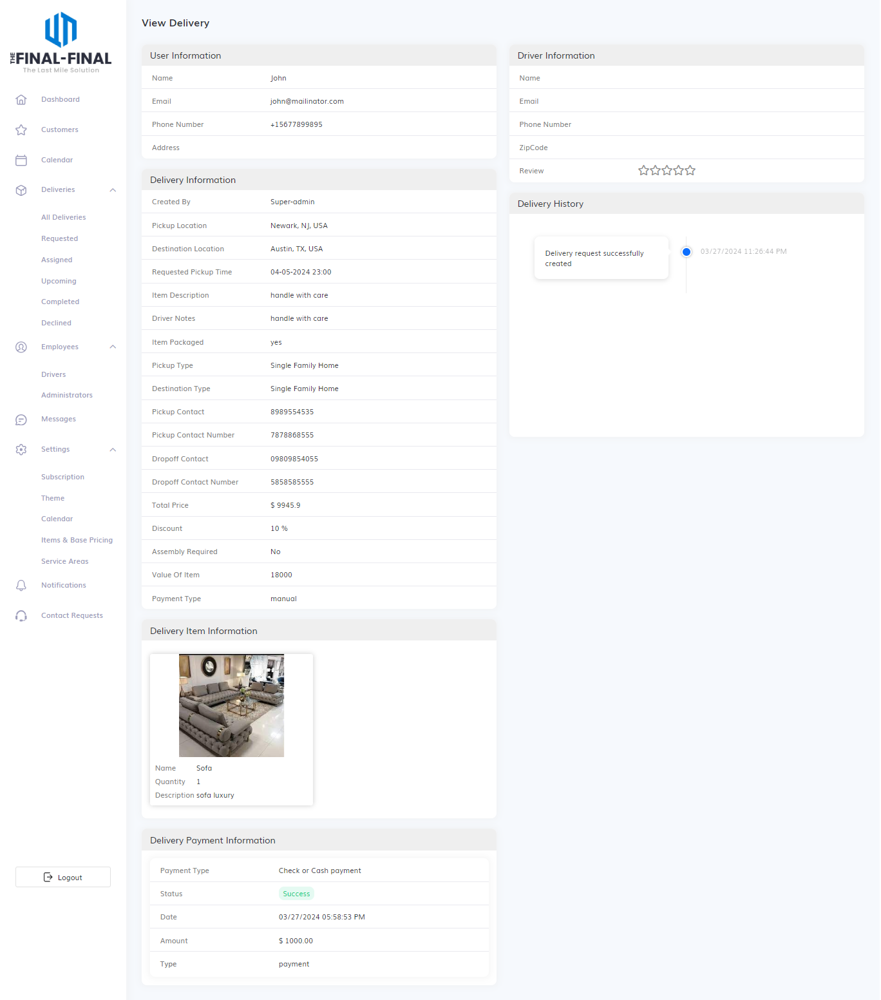 THE FINAL-FINAL
The Last Mile Solution
Dashboard
Customers
Calendar
Deliveries
All Deliveries
Requested
Assigned
Upcoming
Completed
Declined
Employees
Drivers
Administrators
Messages
Settings
Subscription
Theme
Calendar
Items & Base Pricing
Service Areas
Notifications
Contact Requests
Logout
View Delivery
User Information
Name John
Email john@mailinator.com
Phone Number +15677899895
Address
Delivery Information
Created By Super-admin
Pickup Location Newark, NJ, USA
Destination Location Austin, TX, USA
Requested Pickup Time 04-05-2024 23:00
Item Description handle with care
Driver Notes handle with care
Item Packaged yes
Pickup Type Single Family Home
Destination Type Single Family Home
Pickup Contact 8989554535
Pickup Contact Number 7878868555
Dropoff Contact 09809854055
Dropoff Contact Number 5858585555
Total Price $ 9945.9
Discount 10 %
Assembly Required No
Value Of Item 18000
Payment Type manual
Delivery Item Information
Name Sofa
Quantity 1
Description sofa luxury
Delivery Payment Information
Payment Type Check or Cash payment
Status Success
Date 03/27/2024 05:58:53 PM
Amount $ 1000.00
Type payment
Driver Information
Name
Email
Phone Number
ZipCode
Review
Delivery History
Delivery request successfully
created
03/27/2024 11:26:44 PM